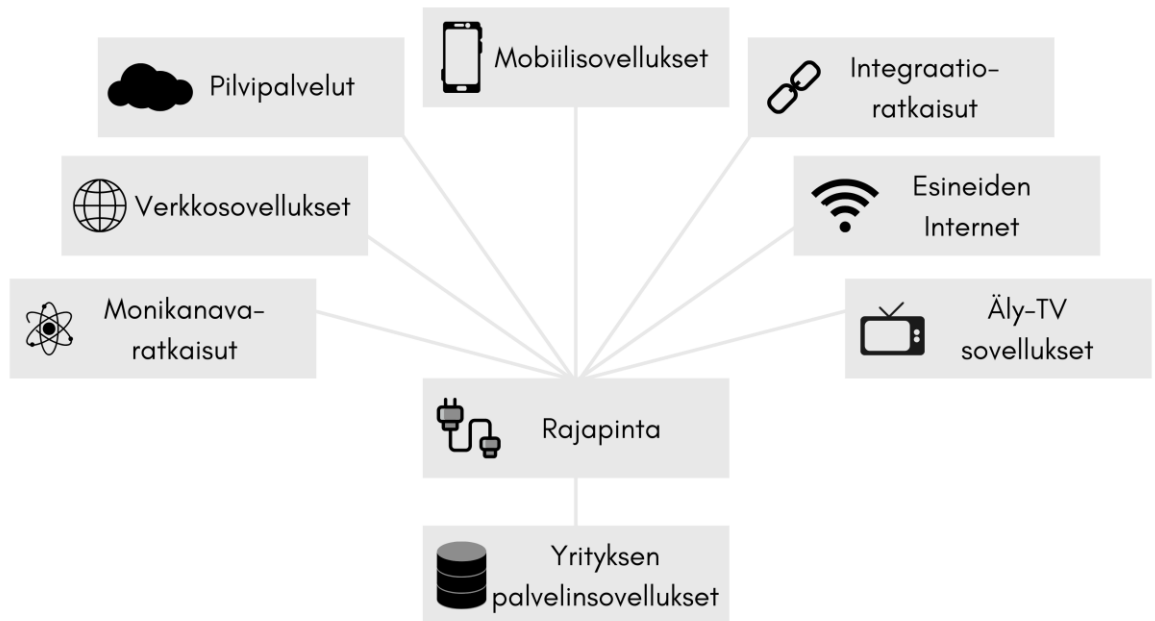 Mobiilisovellukset
Pilvipalvelut
Integraatio-
ratkaisut
Verkkosovellukset
Esineiden
Internet
Monikanava-
ratkaisut
Äly-TV
sovellukset
Rajapinta
Yrityksen
palvelinsovellukset